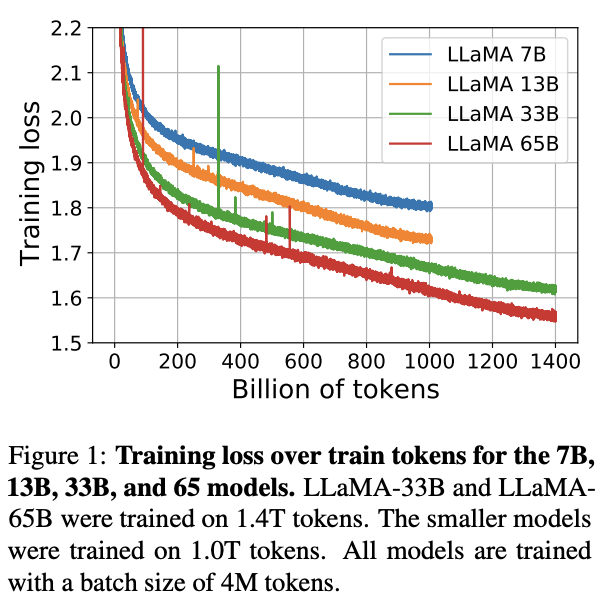 2.2
2.1
2.0
1.9
1.8
1.7
1.6
1.5
Training loss
LLaMA 7B
LLaMA 13B
LLaMA 33B
LLaMA 65B
0 200 400 600 800 1000 1200 1400
Billion of tokens
Figure 1: Training loss over train tokens for the 7B,
13B, 33B, and 65 models. LLaMA-33B and LLaMA-
65B were trained on 1.4T tokens. The smaller models
were trained on 1.0T tokens. All models are trained
with a batch size of 4M tokens.